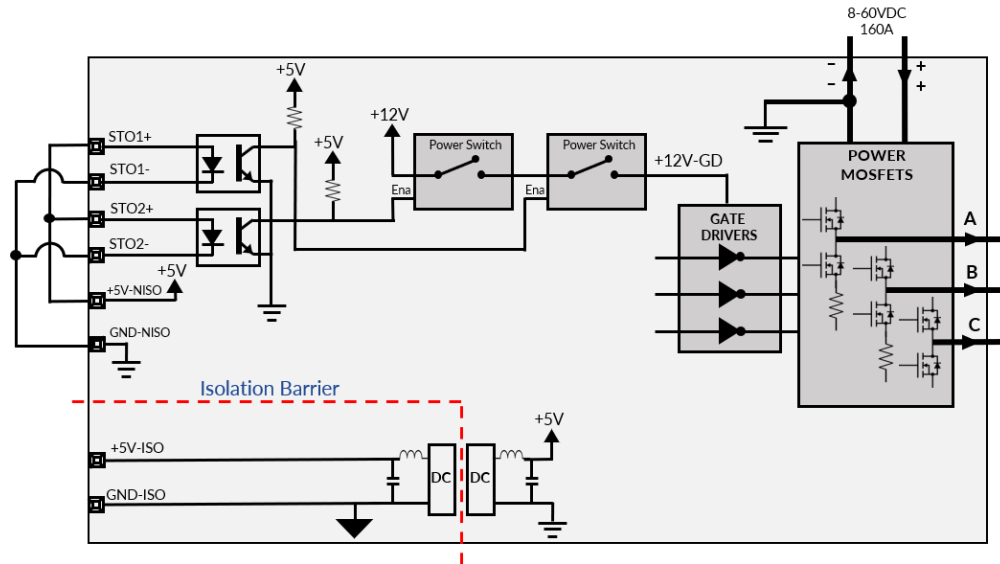 8-60VDC
160A
−
−
+
+
+5V
+12V
+5V
STO1+
STO1-
STO2+
STO2-
+5V
+5V-NISO
GND-NISO
Power Switch
Ena
Power Switch
Ena
+12V-GD
GATE
DRIVERS
POWER
MOSFETS
A
B
C
Isolation Barrier
+5V-ISO
GND-ISO
DC
DC
+5V